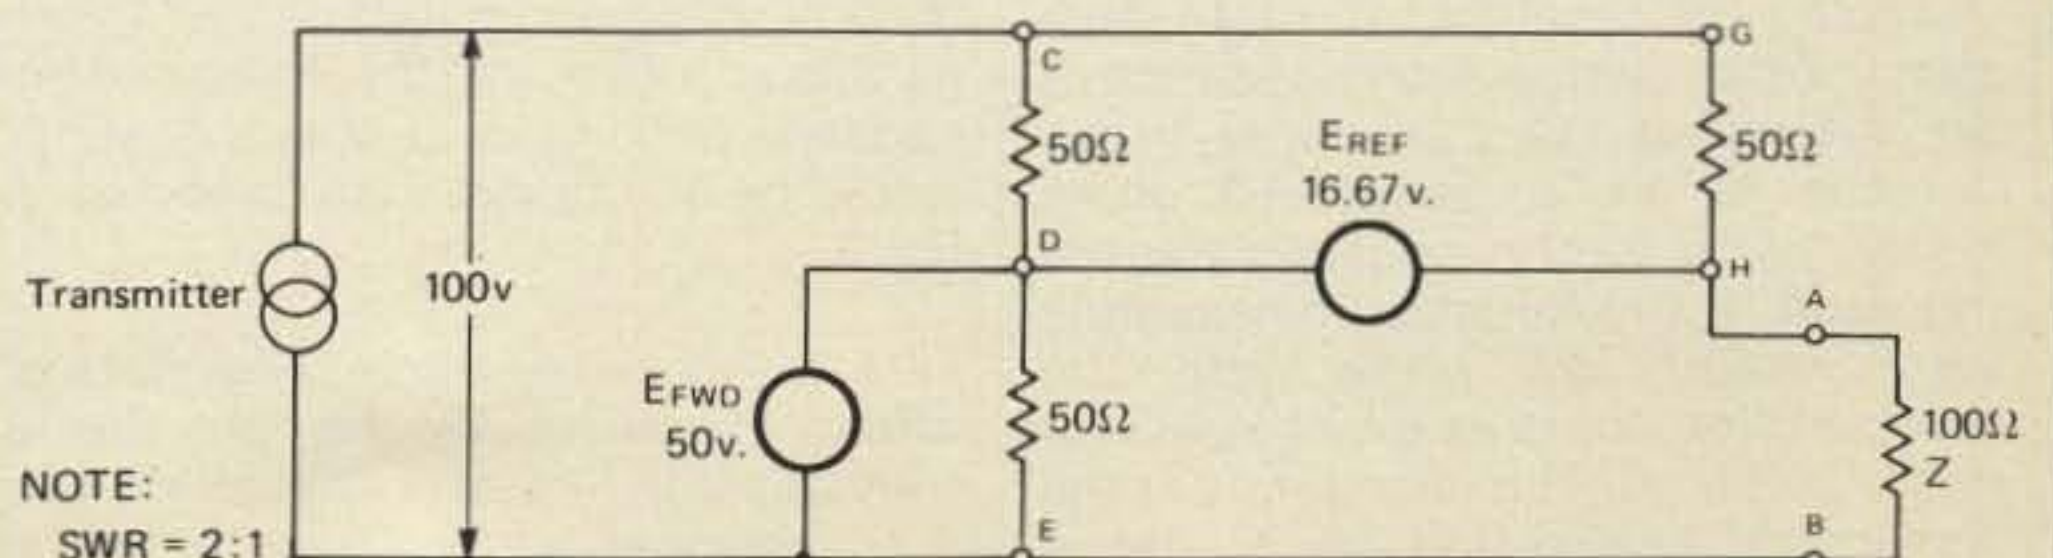 C
G
50Ω
EREF
16.67v.
50Ω
D
H
Transmitter
100v
A
EFWD
50v.
50Ω
100Ω
Z
NOTE:
SWR = 2:1
E
B